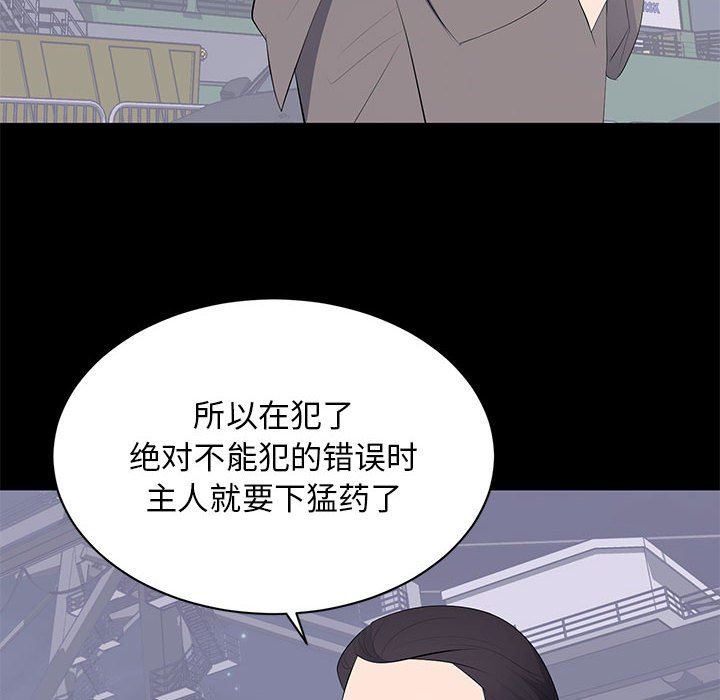 所以在犯了
绝对不能犯的错误时
主人就要下猛药了